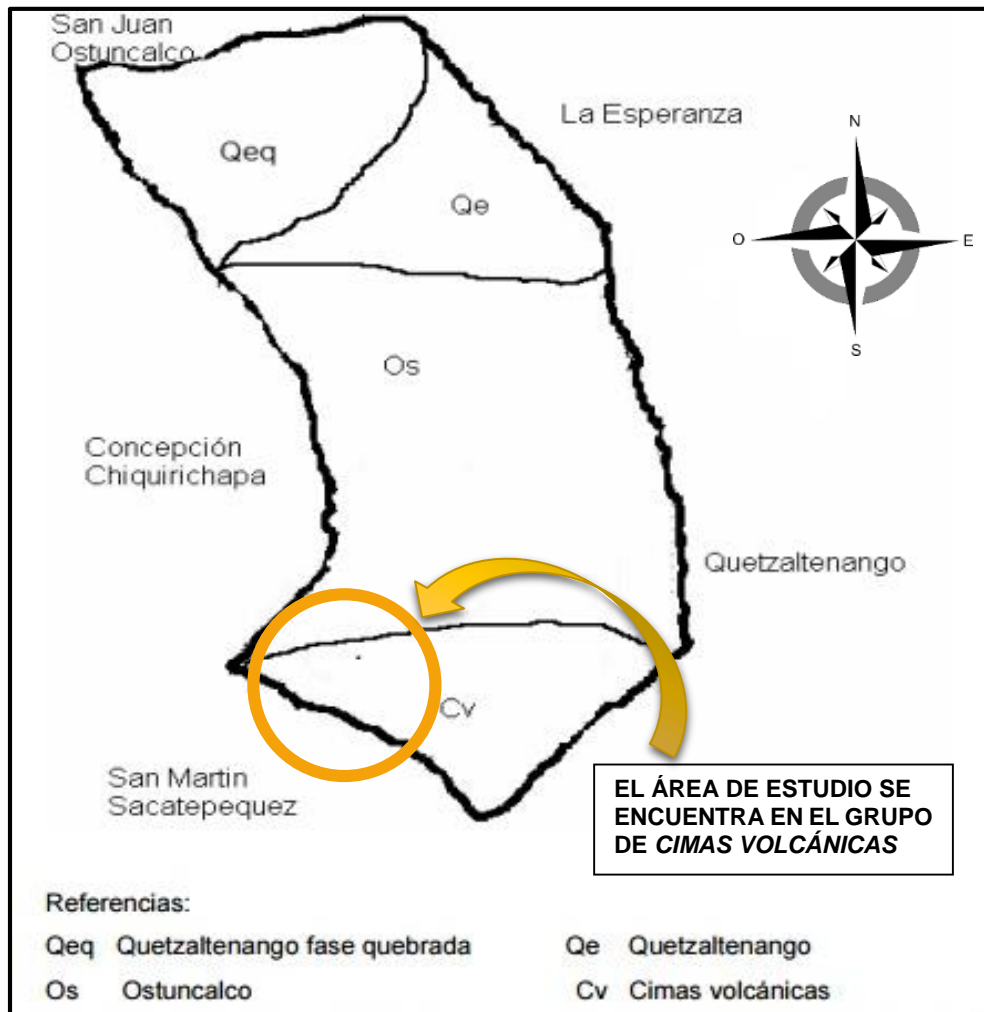 San Juan
Ostuncalco
La Esperanza
N
Qeq
Qe
O
E
S
Os
Concepción
Chiquirichapa
Quetzaltenango
Cv
San Martin
Sacatepequez
EL ÁREA DE ESTUDIO SE
ENCUENTRA EN EL GRUPO
DE CIMAS VOLCÁNICAS
Referencias:
Qeq Quetzaltenango fase quebrada
Qe Quetzaltenango
Os Ostuncalco
Cv Cimas volcánicas